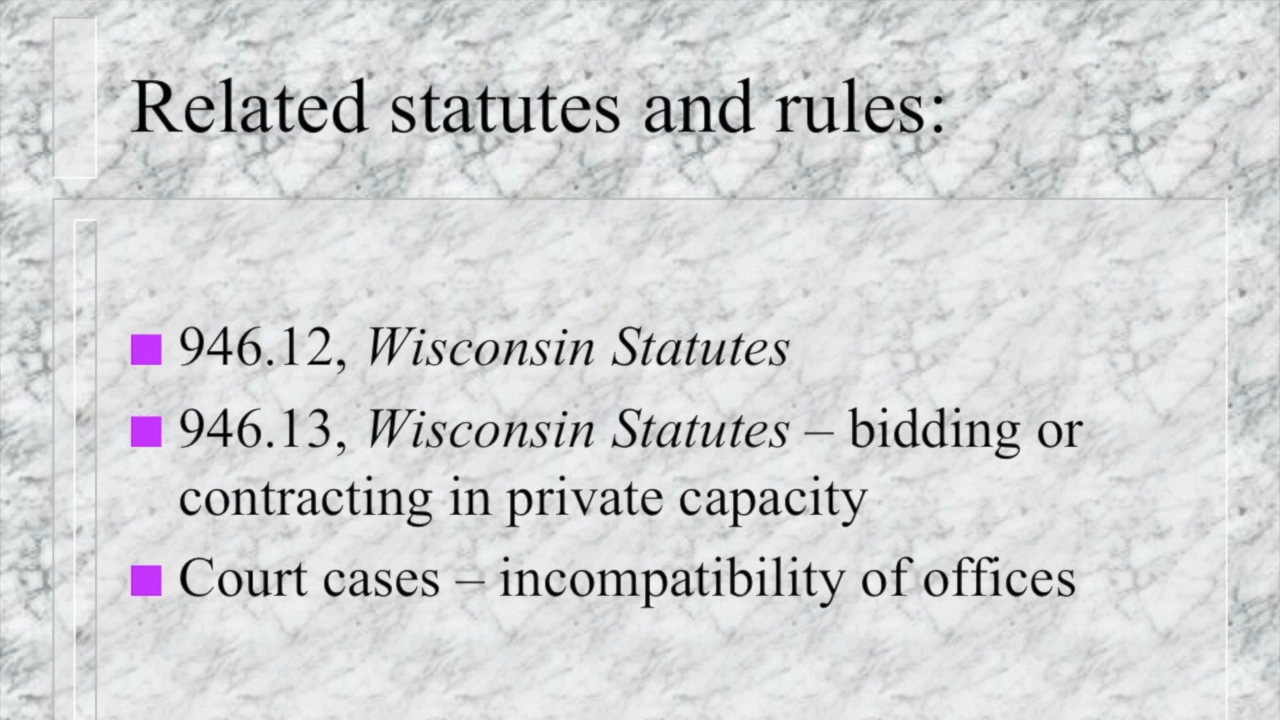 Related statutes and rules:
946.12, Wisconsin Statutes
946.13, Wisconsin Statutes – bidding or
contracting in private capacity
Court cases – incompatibility of offices